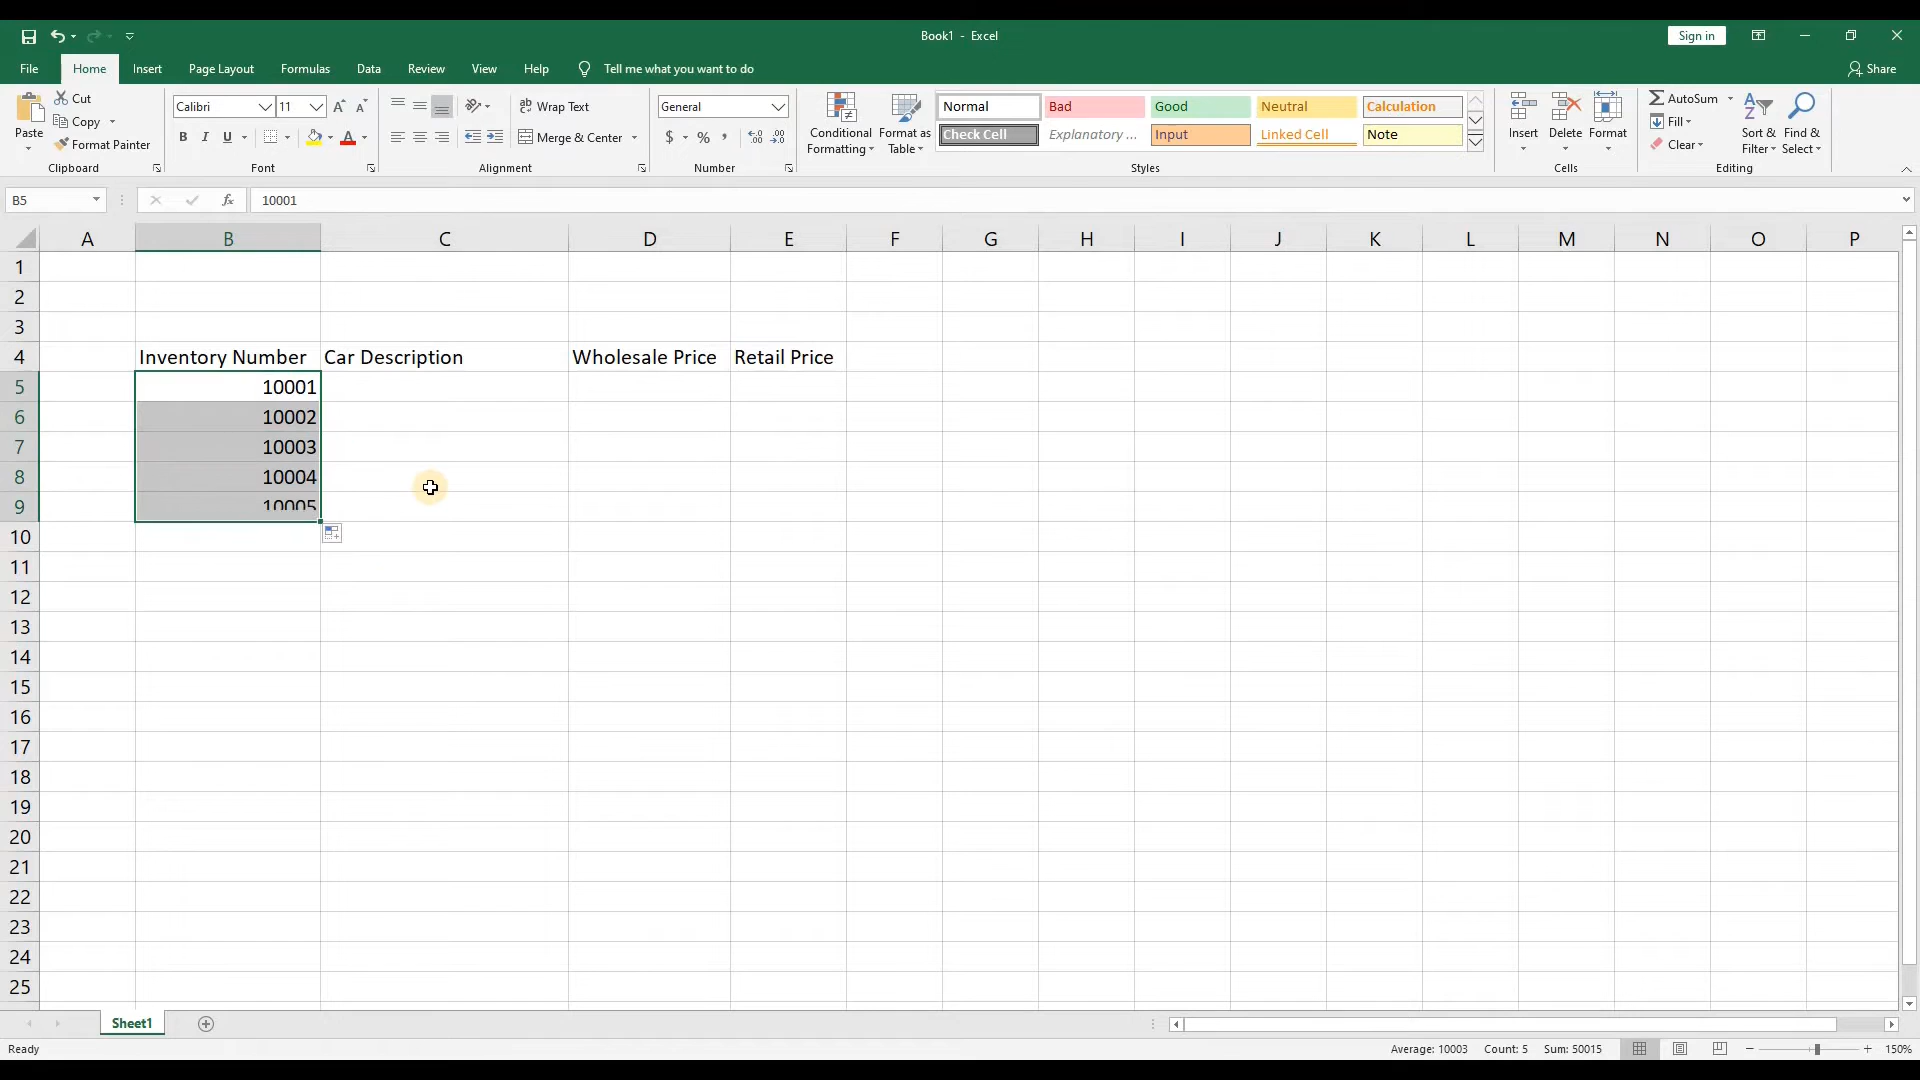 Book1 - Excel
Sign in
File Home Insert Page Layout Formulas Data Review View Help Tell me what you want to do Share
Cut
Copy
Format Painter
Paste
Clipboard
Calibri 11 A A
B I U A
Font
Wrap Text
Merge & Center
Alignment
General
$ % ,
Number
Conditional Formatting
Format as Table
Normal Bad Good Neutral Calculation
Check Cell Explanatory ... Input Linked Cell Note
Styles
Insert Delete Format
Cells
AutoSum
Fill
Clear
Sort & Filter
Find & Select
Editing
B5 fx 10001
A B C D E F G H I J K L M N O P
1
2
3
4 Inventory Number Car Description Wholesale Price Retail Price
5 10001
6 10002
7 10003
8 10004
9 10005
10
11
12
13
14
15
16
17
18
19
20
21
22
23
24
25
Sheet1
Ready Average: 10003 Count: 5 Sum: 50015 150%